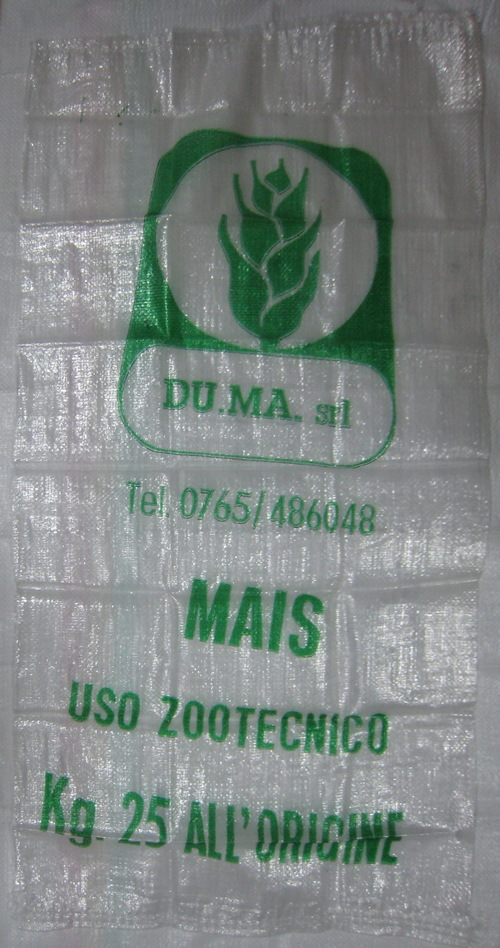 DU.MA. srl
Tel. 0765/486048
MAIS
USO ZOOTECNICO
Kg. 25 ALL'ORIGINE